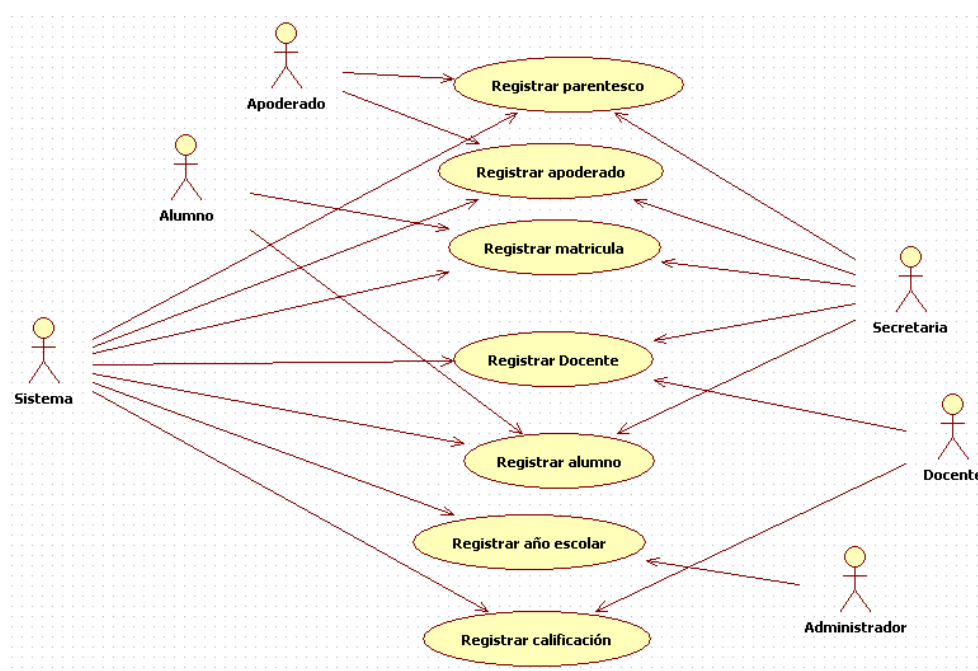 Apoderado
Registrar parentesco
Registrar apoderado
Alumno
Registrar matrícula
Secretaria
Registrar Docente
Sistema
Registrar alumno
Docente
Registrar año escolar
Administrador
Registrar calificación